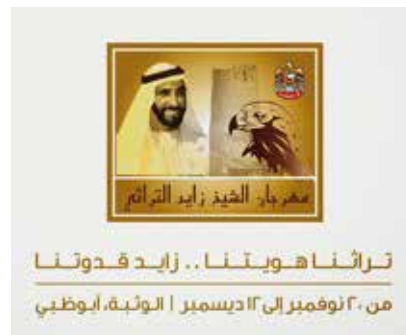 مهرجان الشيخ زايد التراثي
تراثنا هويتنا .. زايد قدوتنا
من ٢٠ نوفمبر إلى ١٢ ديسمبر | الوثبة، أبوظبي